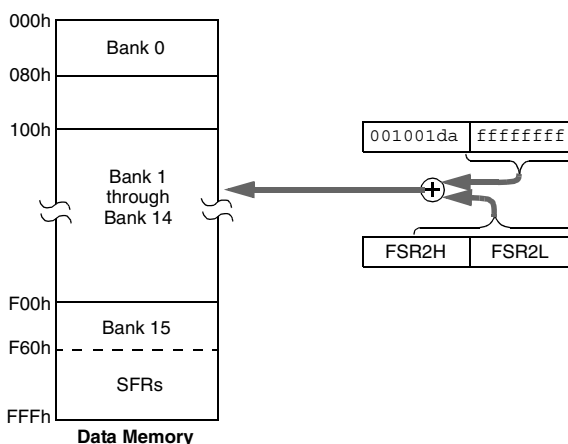 000h
Bank 0
080h
100h
001001da ffffffff
Bank 1
through
Bank 14
FSR2H FSR2L
F00h
Bank 15
F60h
SFRs
FFFh
Data Memory